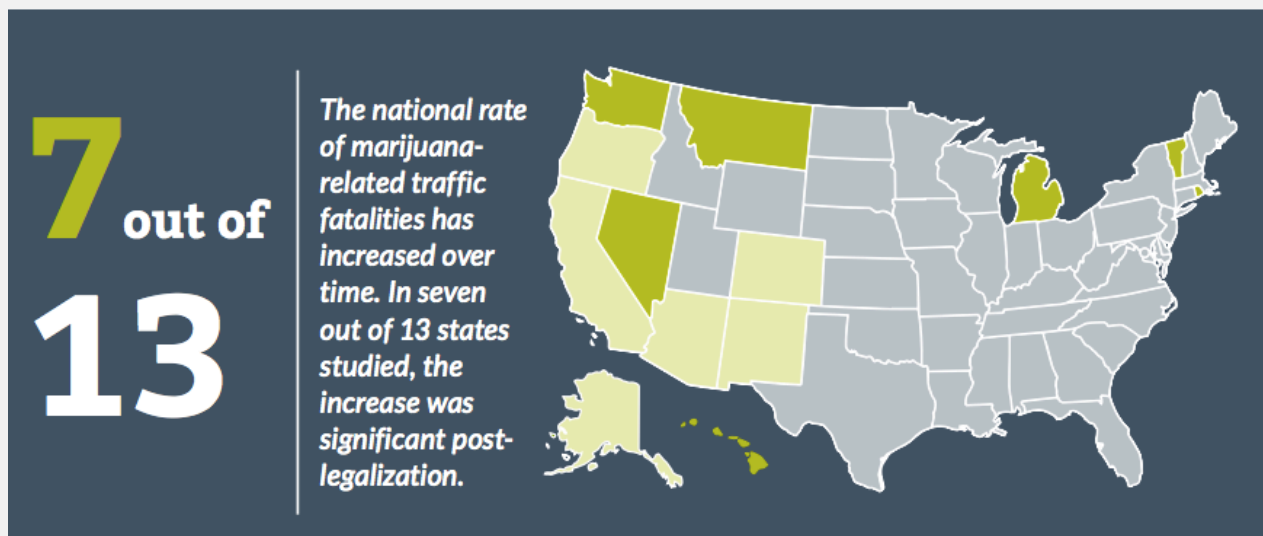 7 out of
13
The national rate
of marijuana-
related traffic
fatalities has
increased over
time. In seven
out of 13 states
studied, the
increase was
significant post-
legalization.